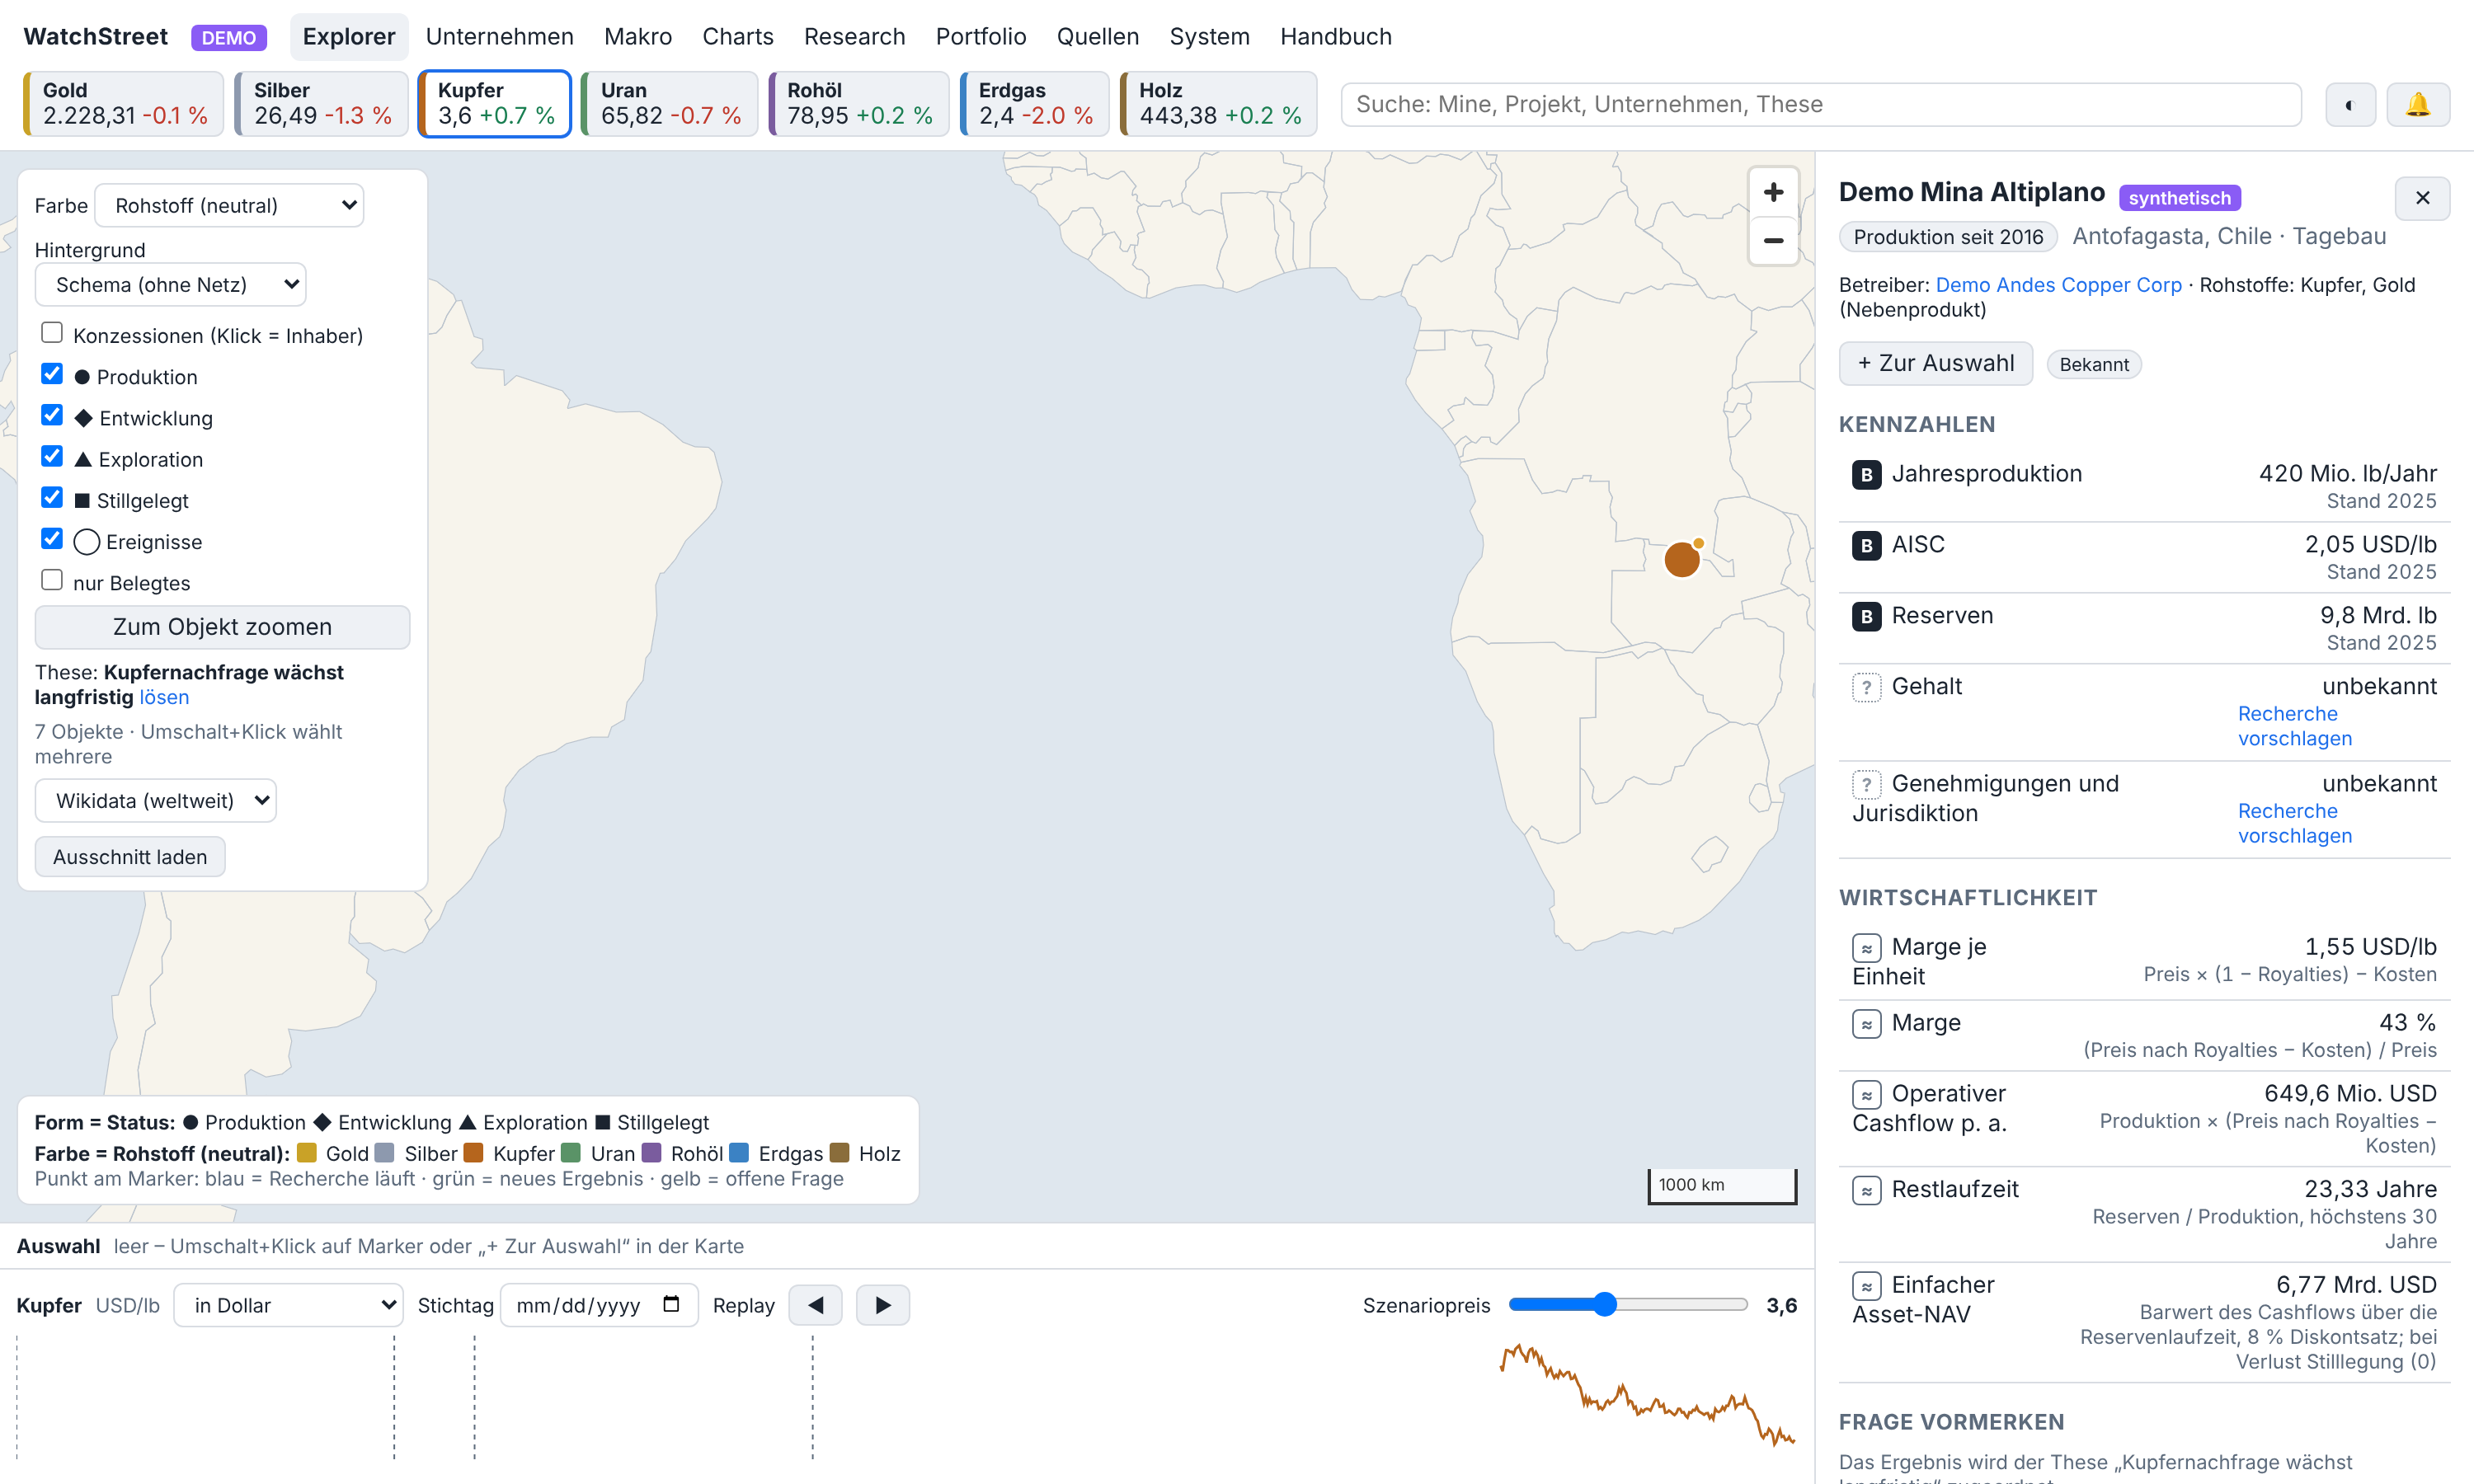 WatchStreet DEMO Explorer Unternehmen Makro Charts Research Portfolio Quellen System Handbuch
Gold
2.228,31 -0.1 %
Silber
26,49 -1.3 %
Kupfer
3,6 +0.7 %
Uran
65,82 -0.7 %
Rohöl
78,95 +0.2 %
Erdgas
2,4 -2.0 %
Holz
443,38 +0.2 %
Suche: Mine, Projekt, Unternehmen, These
Farbe Rohstoff (neutral)
Hintergrund
Schema (ohne Netz)
Konzessionen (Klick = Inhaber)
Produktion
Entwicklung
Exploration
Stillgelegt
Ereignisse
nur Belegtes
Zum Objekt zoomen
These: Kupfernachfrage wächst
langfristig lösen
7 Objekte · Umschalt+Klick wählt
mehrere
Wikidata (weltweit)
Ausschnitt laden
+
−
Form = Status: ● Produktion ◆ Entwicklung ▲ Exploration ■ Stillgelegt
Farbe = Rohstoff (neutral): Gold Silber Kupfer Uran Rohöl Erdgas Holz
Punkt am Marker: blau = Recherche läuft · grün = neues Ergebnis · gelb = offene Frage
1000 km
Auswahl leer – Umschalt+Klick auf Marker oder „+ Zur Auswahl“ in der Karte
Kupfer USD/lb in Dollar Stichtag mm/dd/yyyy Replay ◀ ▶ Szenariopreis 3,6
Demo Mina Altiplano synthetisch ✕
Produktion seit 2016 Antofagasta, Chile · Tagebau
Betreiber: Demo Andes Copper Corp · Rohstoffe: Kupfer, Gold
(Nebenprodukt)
+ Zur Auswahl Bekannt
KENNZAHLEN
B Jahresproduktion 420 Mio. lb/Jahr
Stand 2025
B AISC 2,05 USD/lb
Stand 2025
B Reserven 9,8 Mrd. lb
Stand 2025
? Gehalt unbekannt
Recherche
vorschlagen
? Genehmigungen und
Jurisdiktion
unbekannt
Recherche
vorschlagen
WIRTSCHAFTLICHKEIT
≈ Marge je
Einheit
1,55 USD/lb
Preis × (1 − Royalties) − Kosten
≈ Marge 43 %
(Preis nach Royalties − Kosten) / Preis
≈ Operativer
Cashflow p. a.
649,6 Mio. USD
Produktion × (Preis nach Royalties −
Kosten)
≈ Restlaufzeit 23,33 Jahre
Reserven / Produktion, höchstens 30
Jahre
≈ Einfacher
Asset-NAV
6,77 Mrd. USD
Barwert des Cashflows über die
Reservenlaufzeit, 8 % Diskontsatz; bei
Verlust Stilllegung (0)
FRAGE VORMERKEN
Das Ergebnis wird der These „Kupfernachfrage wächst